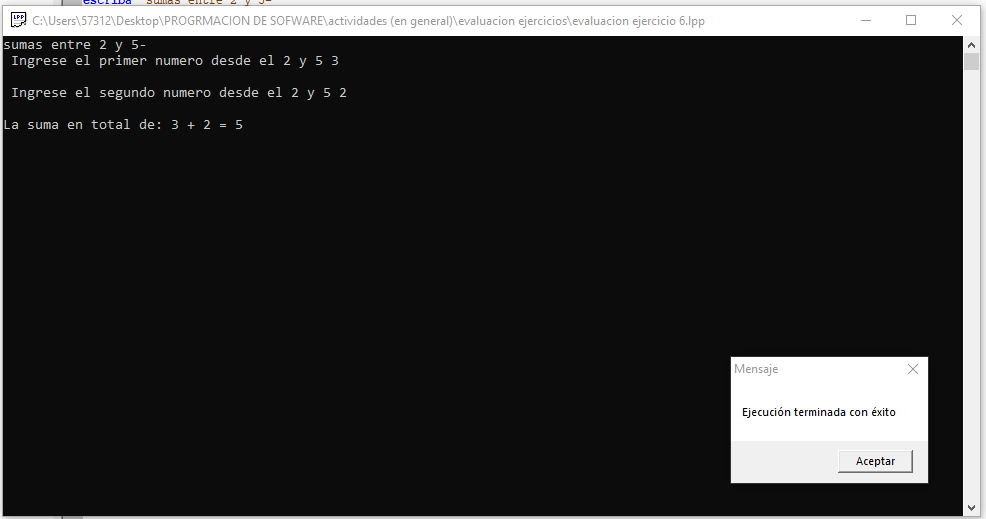 escriba "sumas entre 2 y 5-
LPP C:\Users\57312\Desktop\PROGRMACION DE SOFWARE\actividades (en general)\evaluacion ejercicios\evaluacion ejercicio 6.lpp
sumas entre 2 y 5-
Ingrese el primer numero desde el 2 y 5 3
Ingrese el segundo numero desde el 2 y 5 2
La suma en total de: 3 + 2 = 5
Mensaje
Ejecución terminada con éxito
Aceptar